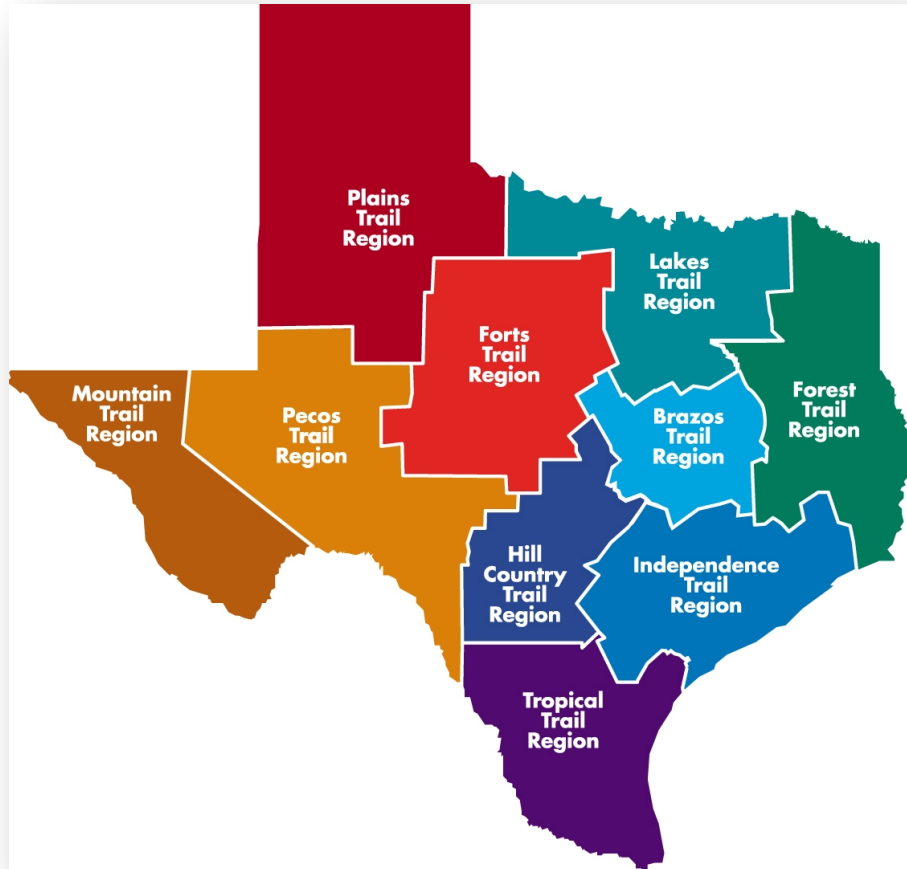 Plains
Trail
Region
Lakes
Trail
Region
Forts
Trail
Region
Mountain
Trail
Region
Pecos
Trail
Region
Brazos
Trail
Region
Forest
Trail
Region
Hill
Country
Trail
Region
Independence
Trail
Region
Tropical
Trail
Region